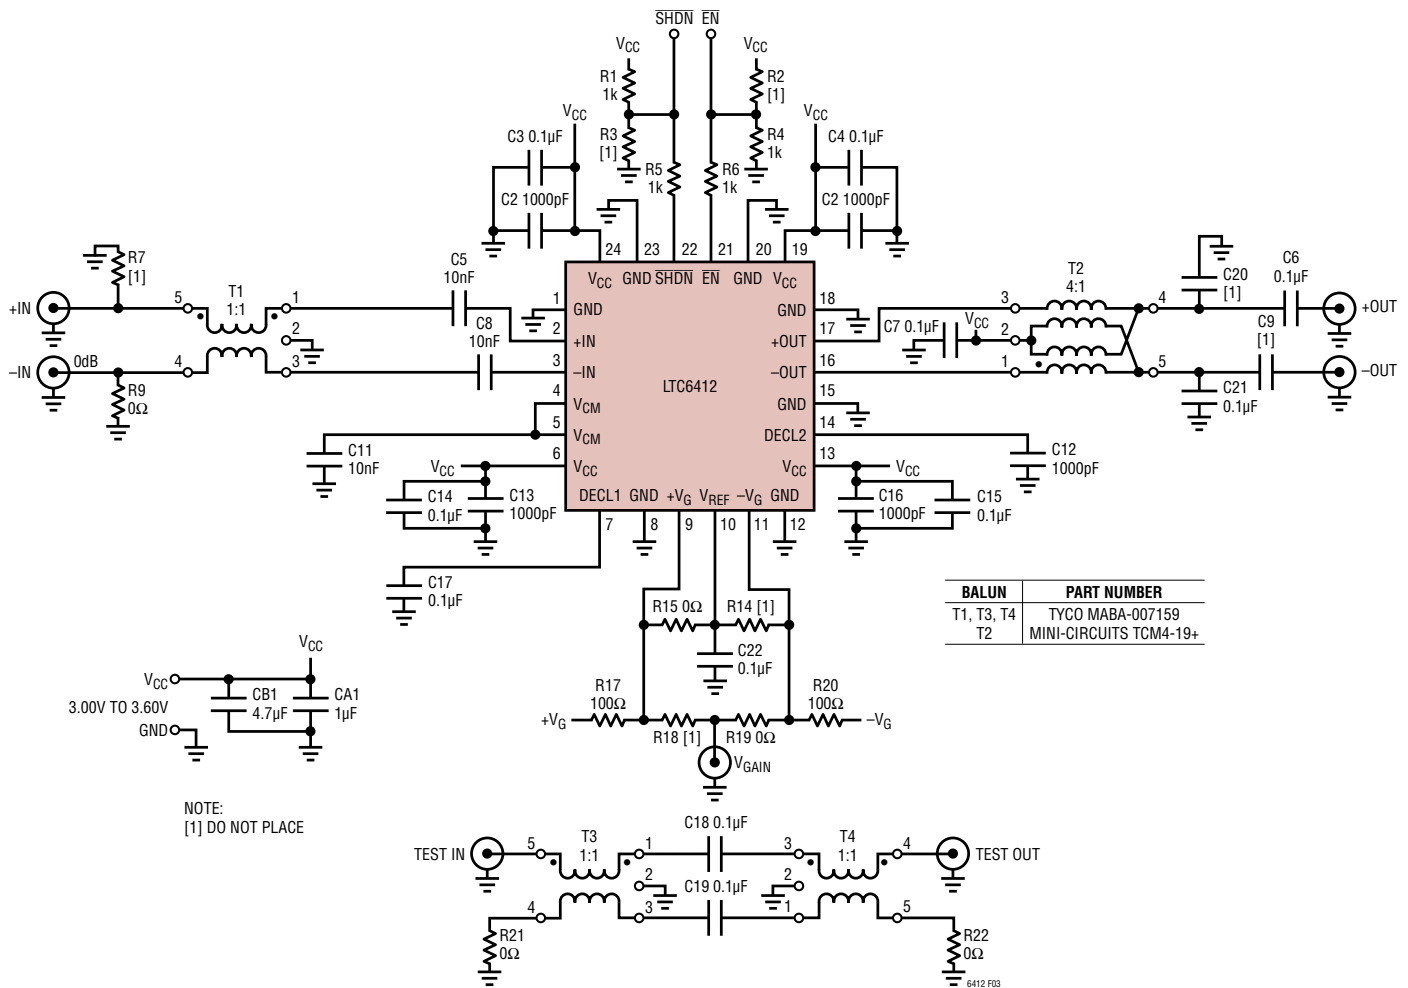 SHDN EN
VCC
VCC
R1
1k
R2
[1]
VCC
VCC
C3 0.1µF
R3
[1]
R4
1k
C4 0.1µF
R5
1k
R6
1k
C2 1000pF
C2 1000pF
24 23 22 21 20 19
VCC GND SHDN EN GND VCC
R7
[1]
C5
10nF
T1
1:1
5
1
+IN
2
4
3
–IN
0dB
R9
0Ω
C8
10nF
1
GND
2
+IN
3
–IN
4
VCM
5
VCM
6
VCC
LTC6412
18
GND
17
+OUT
16
–OUT
15
GND
14
DECL2
13
VCC
DECL1 GND +VG VREF –VG GND
7 8 9 10 11 12
T2
4:1
3
4
C7 0.1µF
VCC
2
1
5
C20
[1]
C6
0.1µF
+OUT
C9
[1]
–OUT
C21
0.1µF
C11
10nF
VCC
C14
0.1µF
C13
1000pF
VCC
C16
1000pF
C15
0.1µF
C12
1000pF
C17
0.1µF
R15 0Ω
R14 [1]
C22
0.1µF
BALUN PART NUMBER
T1, T3, T4 TYCO MABA-007159
T2 MINI-CIRCUITS TCM4-19+
VCC
VCC
3.00V TO 3.60V
GND
CB1
4.7µF
CA1
1µF
R17
100Ω
R20
100Ω
+VG
–VG
R18 [1]
R19 0Ω
VGAIN
NOTE:
[1] DO NOT PLACE
TEST IN
5
T3
1:1
1
C18 0.1µF
3
T4
1:1
4
TEST OUT
2
2
C19 0.1µF
4
3
1
5
R21
0Ω
R22
0Ω
6412 F03